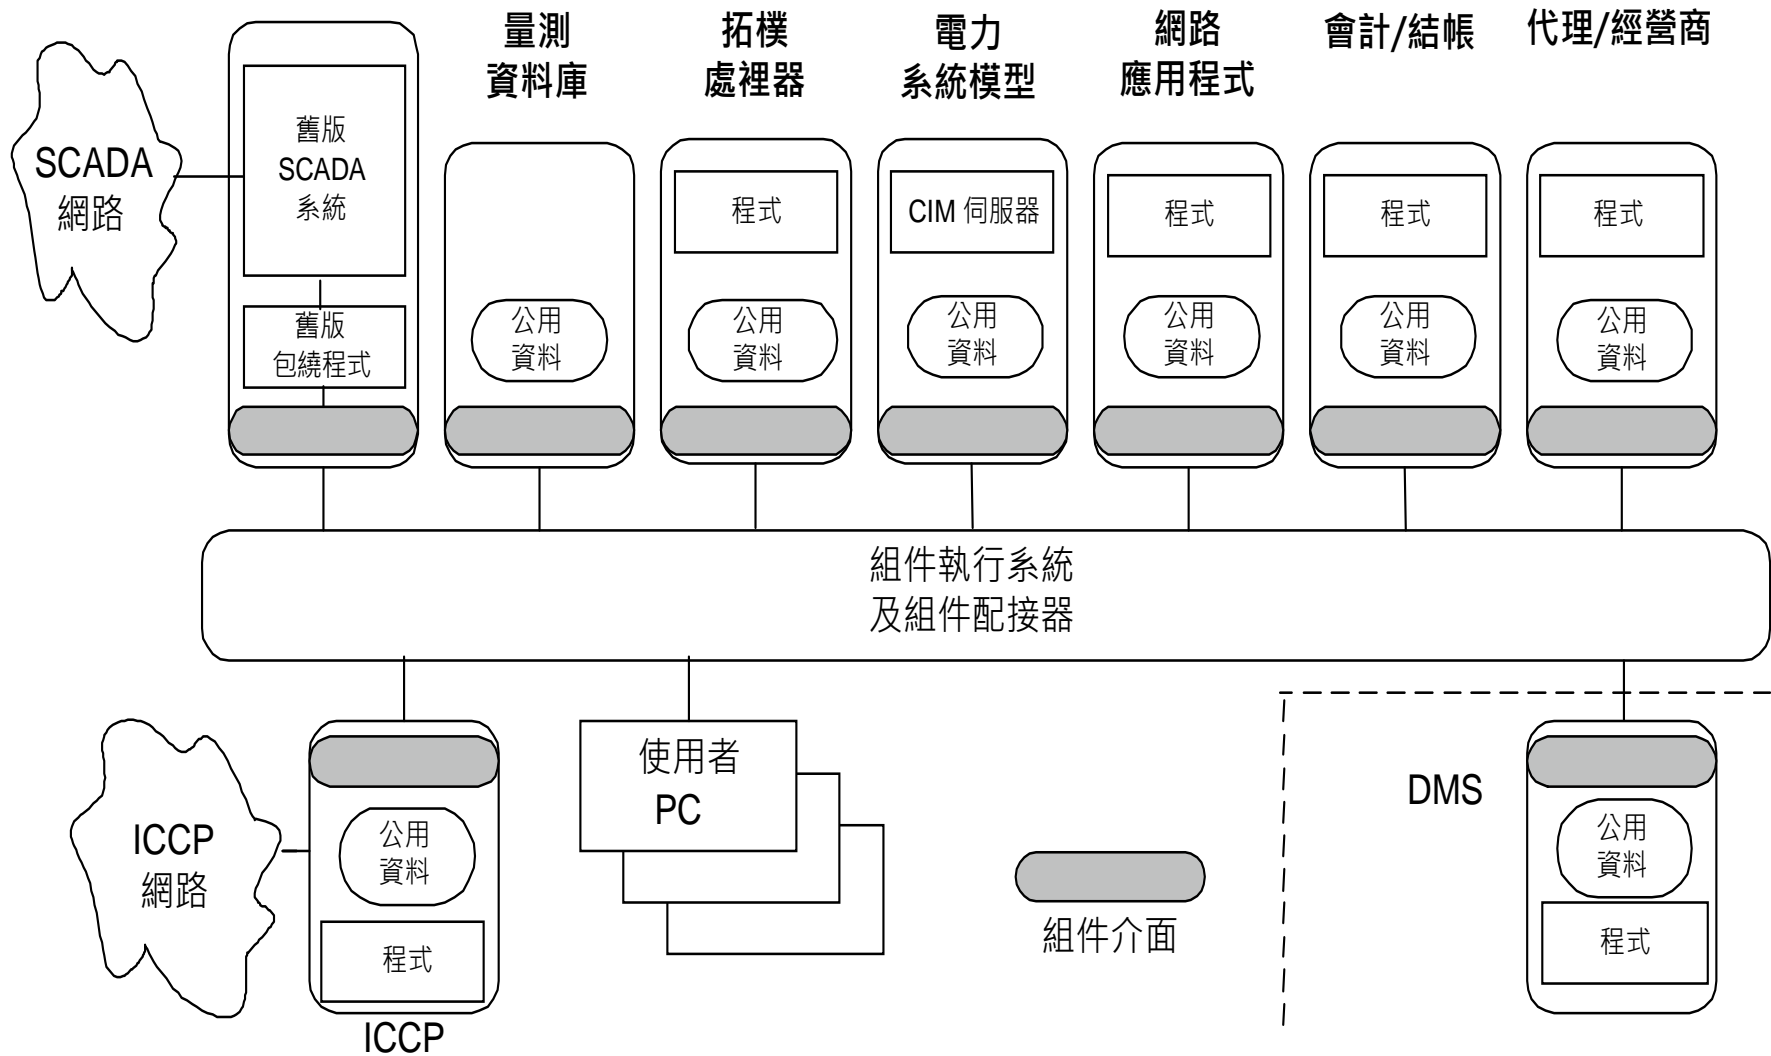 量測
資料庫
拓樸
處裡器
電力
系統模型
網路
應用程式
會計/結帳
代理/經營商
SCADA
網路
舊版
SCADA
系統
舊版
包繞程式
公用
資料
程式
公用
資料
CIM 伺服器
公用
資料
程式
公用
資料
程式
公用
資料
程式
公用
資料
組件執行系統
及組件配接器
ICCP
網路
公用
資料
程式
ICCP
使用者
PC
組件介面
DMS
公用
資料
程式